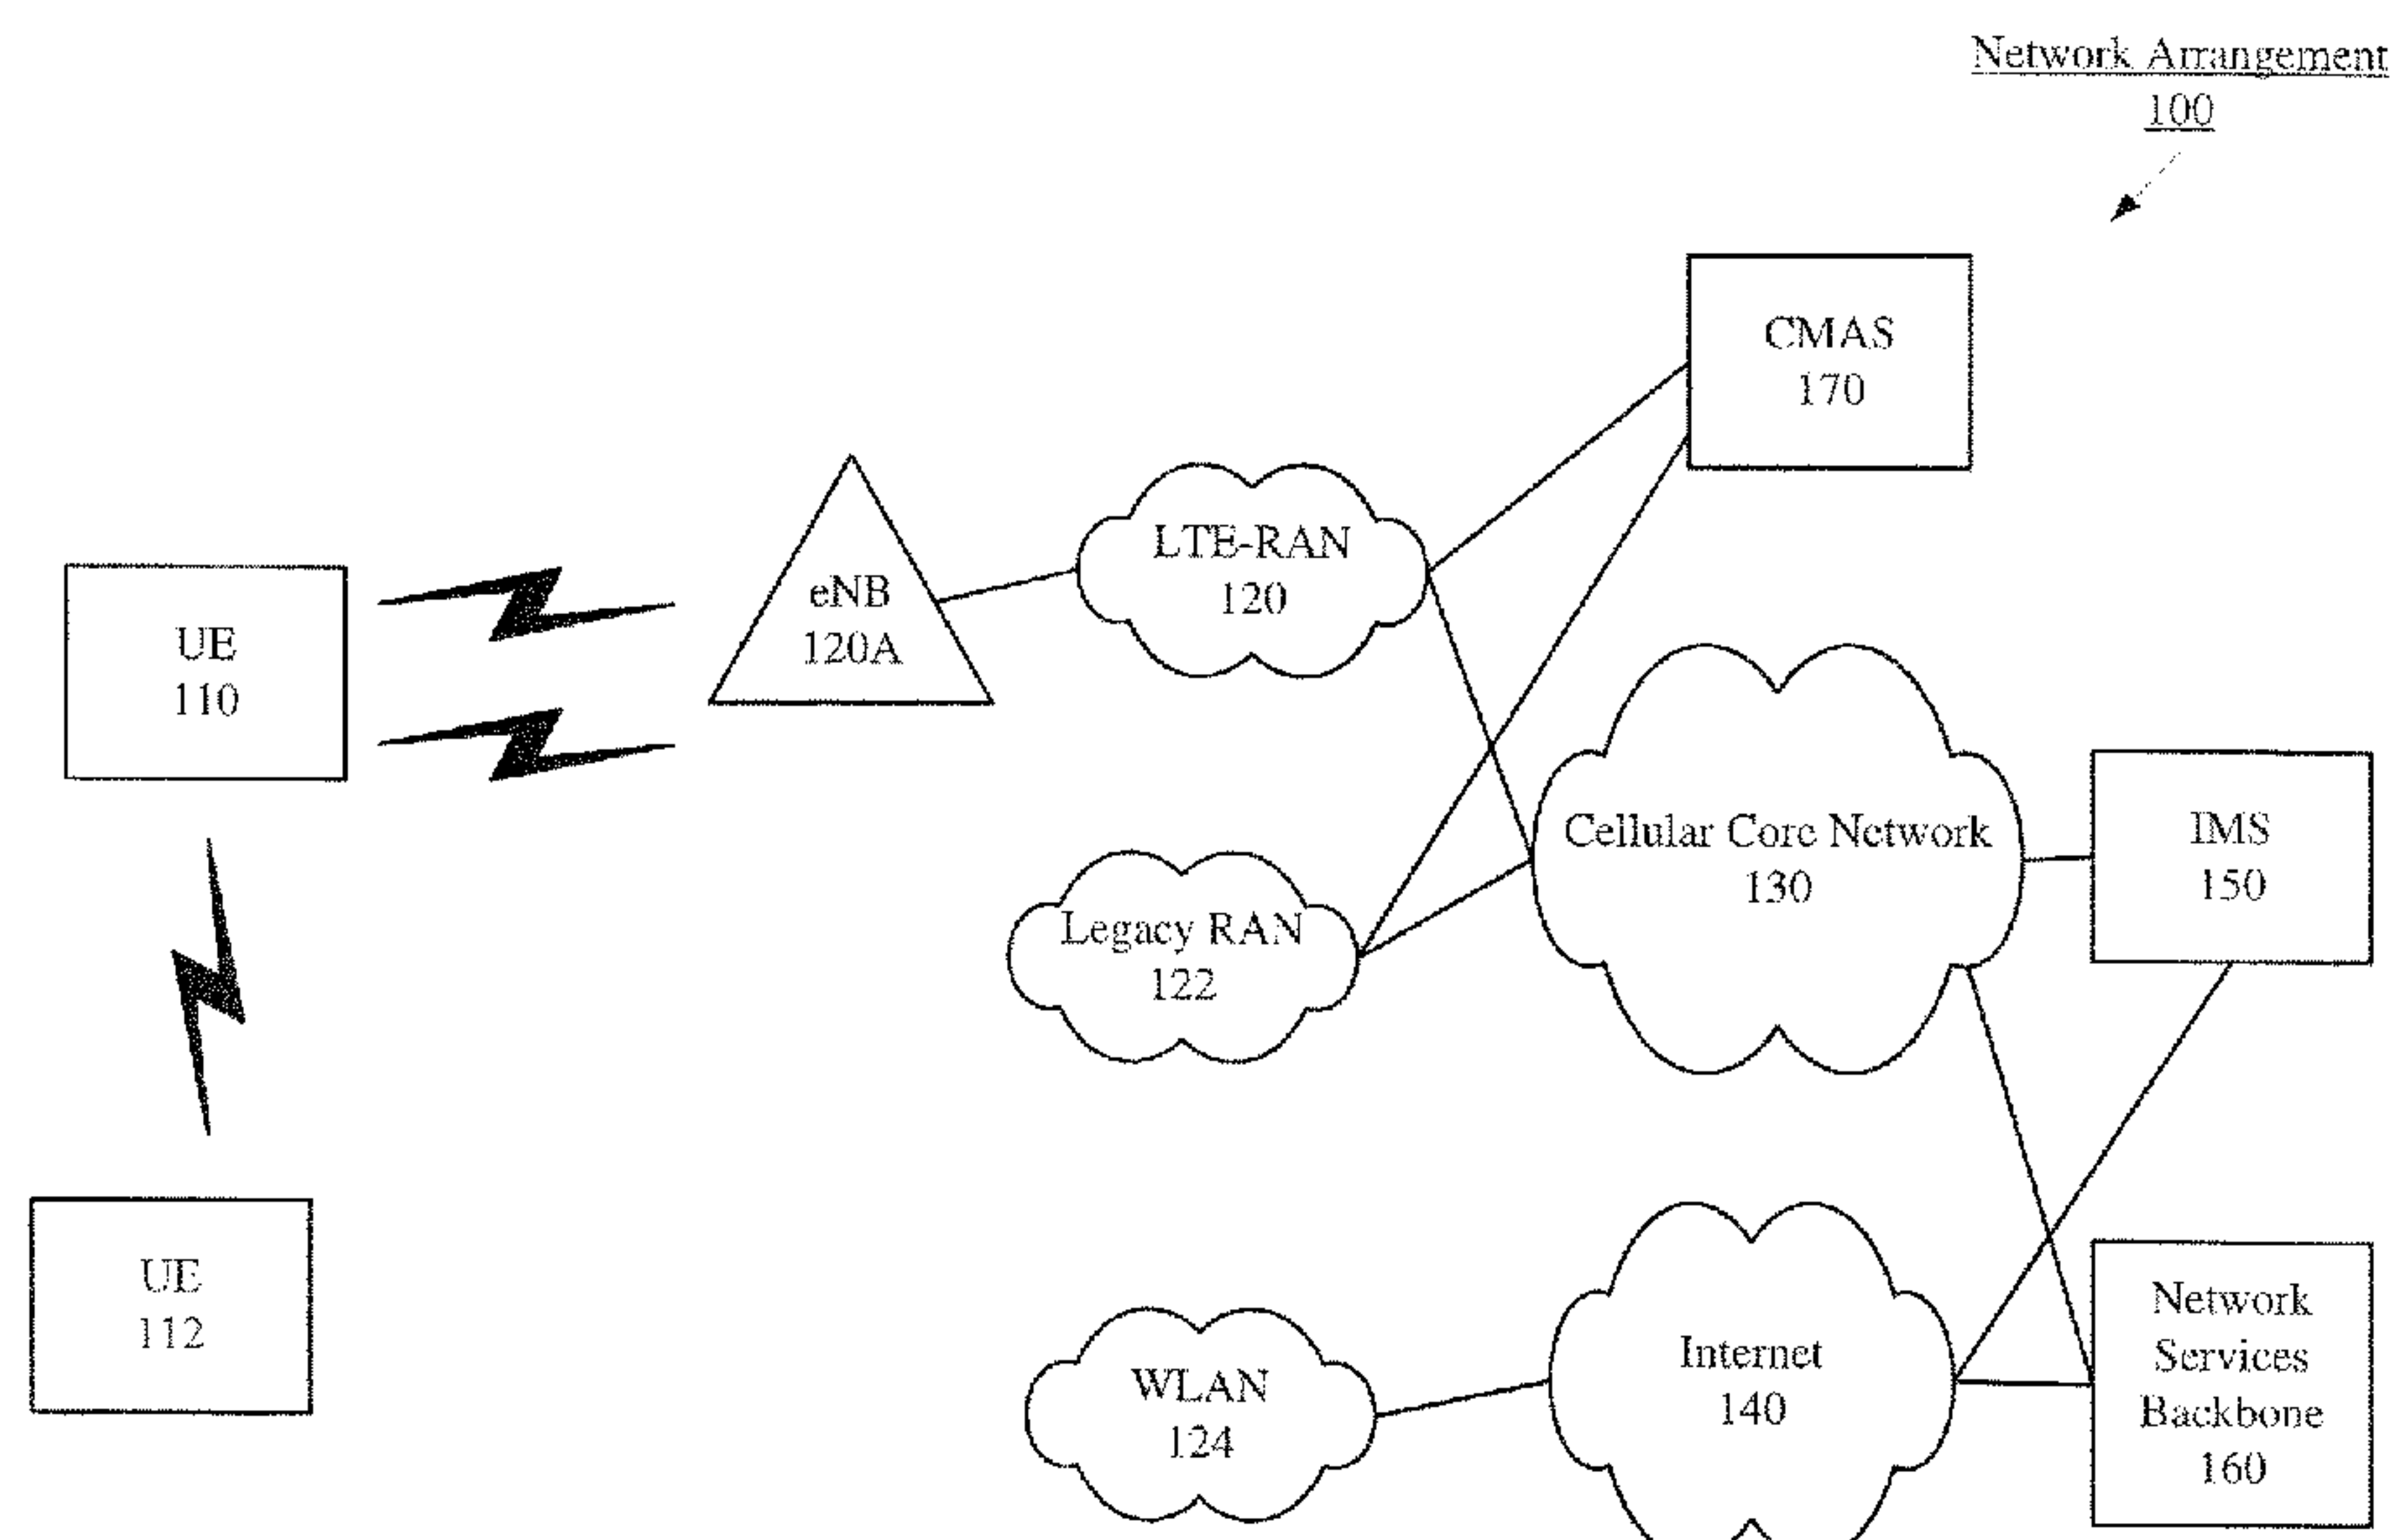 Network Arrangement
100
CMAS
170
LTE-RAN
120
eNB
120A
UE
110
Cellular Core Network
130
IMS
150
Legacy RAN
122
UE
112
WLAN
124
Internet
140
Network
Services
Backbone
160